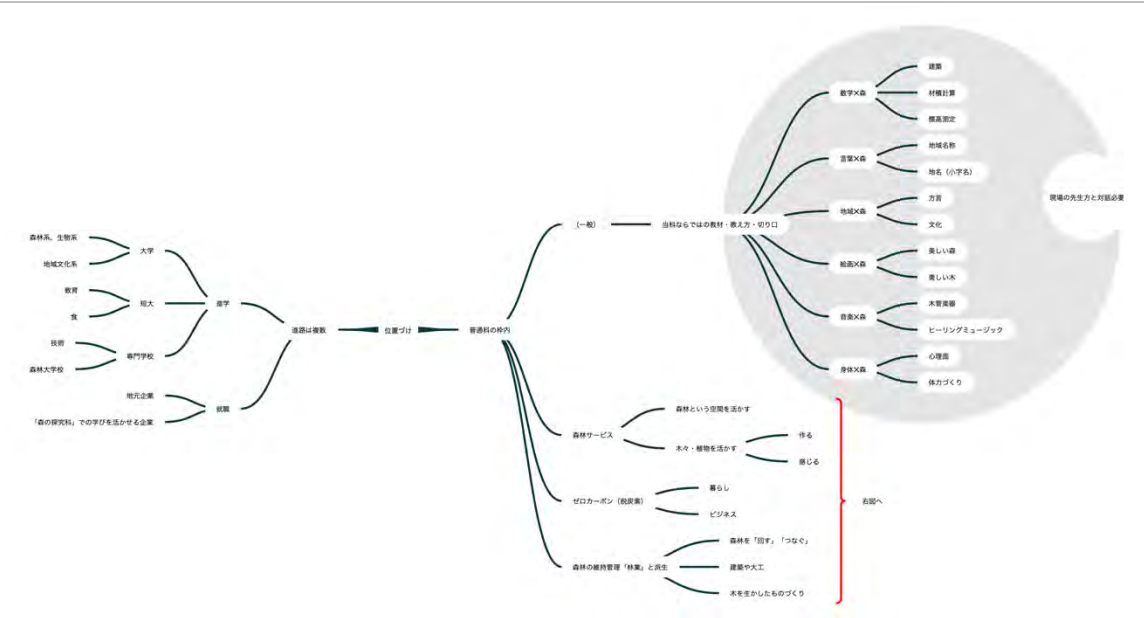 位置づけ
進路は複数
進学
大学
森林系、生物系
地域文化系
短大
教育
食
専門学校
技術
森林大学校
就職
地元企業
「森の探究科」での学びを活かせる企業
普通科の枠内
（一般）
当科ならではの教材・教え方・切り口
数学×森
建築
材積計算
標高測定
言葉×森
地域名称
地名（小字名）
地域×森
方言
文化
絵画×森
美しい森
美しい木
音楽×森
木管楽器
ヒーリングミュージック
身体×森
心理面
体力づくり
現場の先生方と対話必要
森林サービス
森林という空間を活かす
木々・植物を活かす
作る
感じる
ゼロカーボン（脱炭素）
暮らし
ビジネス
森林の維持管理「林業」と派生
森林を「回す」「つなぐ」
建築や大工
木を生かしたものづくり
右図へ